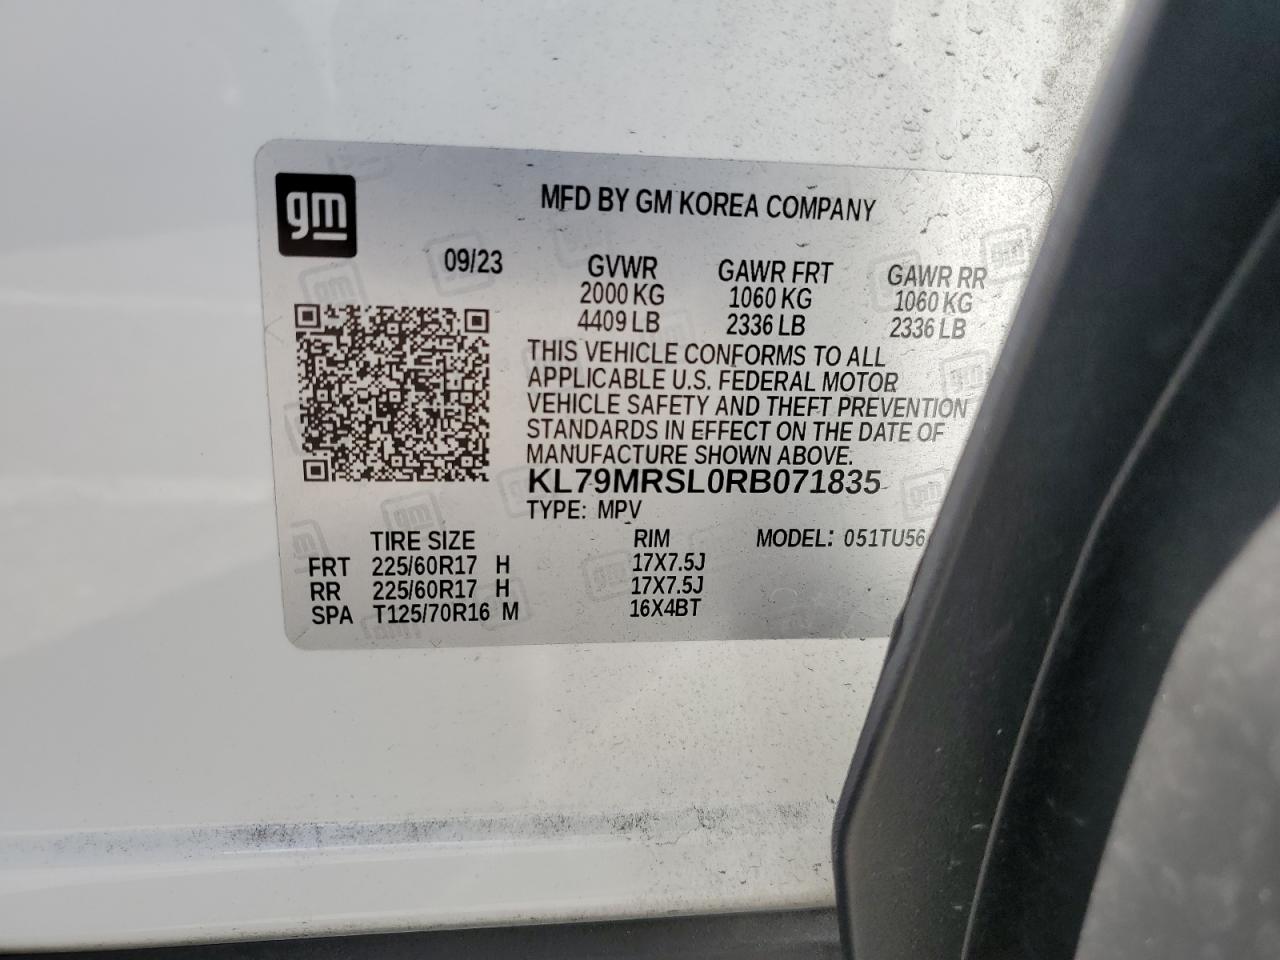 gm
MFD BY GM KOREA COMPANY
09/23 GVWR GAWR FRT GAWR RR
2000 KG 1060 KG 1060 KG
4409 LB 2336 LB 2336 LB
THIS VEHICLE CONFORMS TO ALL
APPLICABLE U.S. FEDERAL MOTOR
VEHICLE SAFETY AND THEFT PREVENTION
STANDARDS IN EFFECT ON THE DATE OF
MANUFACTURE SHOWN ABOVE.
KL79MRSL0RB071835
TYPE: MPV
TIRE SIZE RIM MODEL: 051TU56
FRT 225/60R17 H 17X7.5J
RR 225/60R17 H 17X7.5J
SPA T125/70R16 M 16X4BT